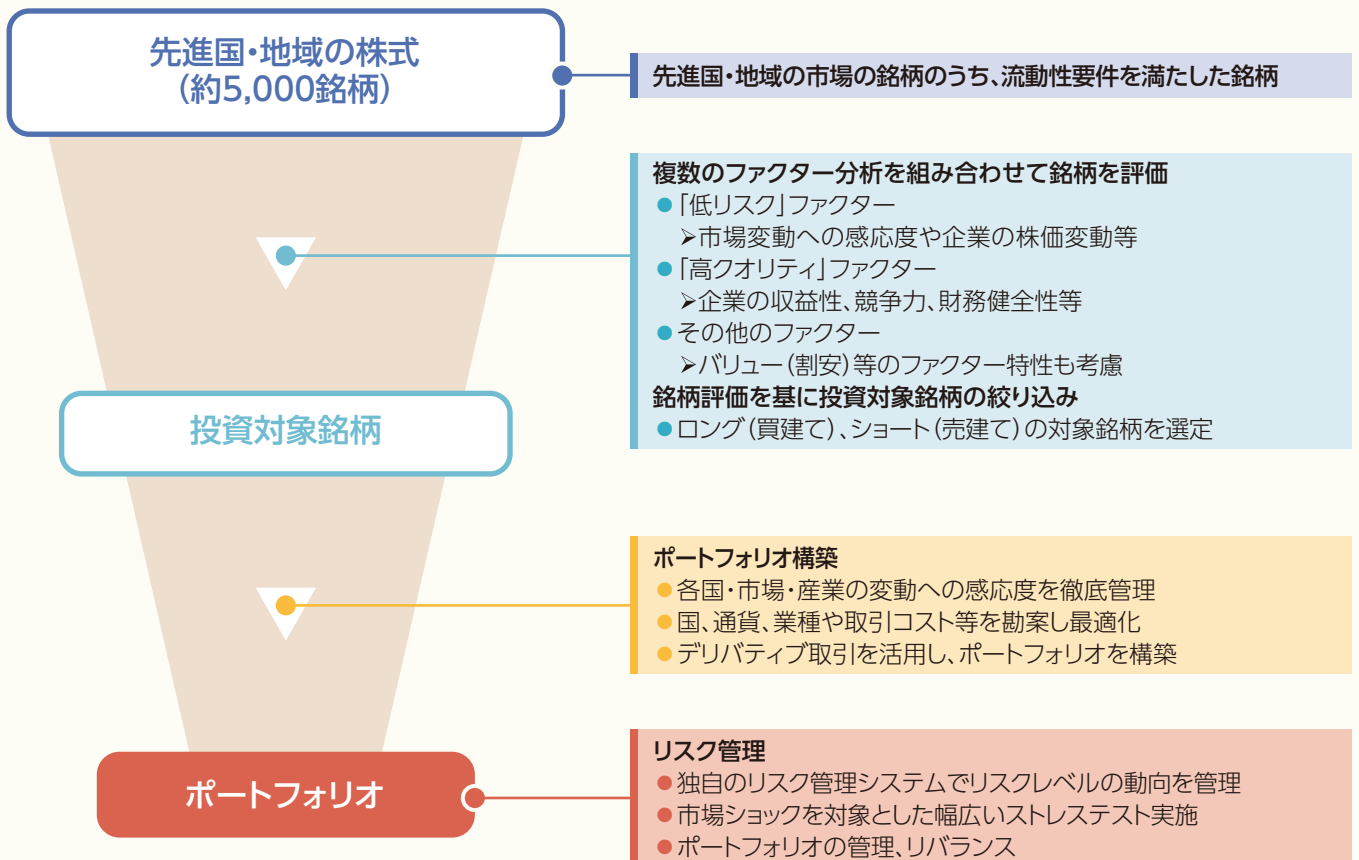 先進国・地域の株式
(約5,000銘柄)
先進国・地域の市場の銘柄のうち、流動性要件を満たした銘柄
複数のファクター分析を組み合わせて銘柄を評価
●「低リスク」ファクター
➢市場変動への感応度や企業の株価変動等
●「高クオリティ」ファクター
➢企業の収益性、競争力、財務健全性等
●その他のファクター
➢バリュー(割安)等のファクター特性も考慮
銘柄評価を基に投資対象銘柄の絞り込み
●ロング(買建て)、ショート(売建て)の対象銘柄を選定
投資対象銘柄
ポートフォリオ構築
●各国・市場・産業の変動への感応度を徹底管理
●国、通貨、業種や取引コスト等を勘案し最適化
●デリバティブ取引を活用し、ポートフォリオを構築
ポートフォリオ
リスク管理
●独自のリスク管理システムでリスクレベルの動向を管理
●市場ショックを対象とした幅広いストレステスト実施
●ポートフォリオの管理、リバランス